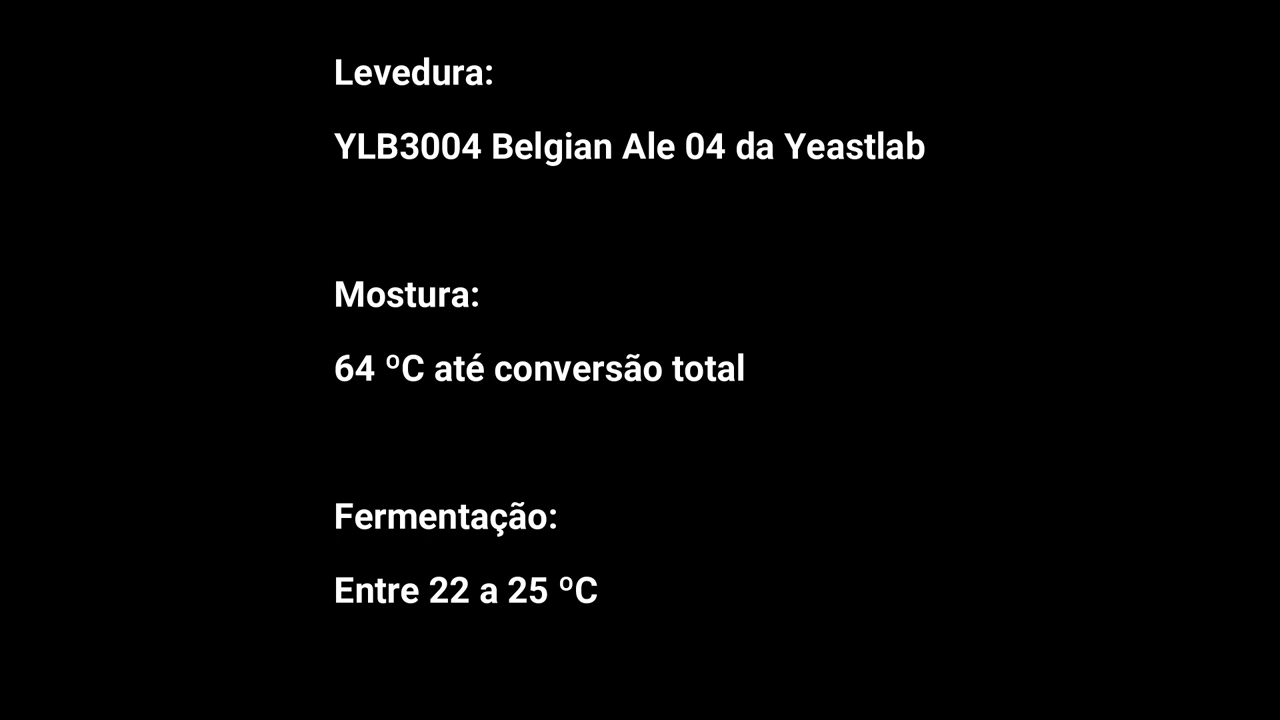 Levedura:
YLB3004 Belgian Ale 04 da Yeastlab
Mostura:
64 ºC até conversão total
Fermentação:
Entre 22 a 25 ºC